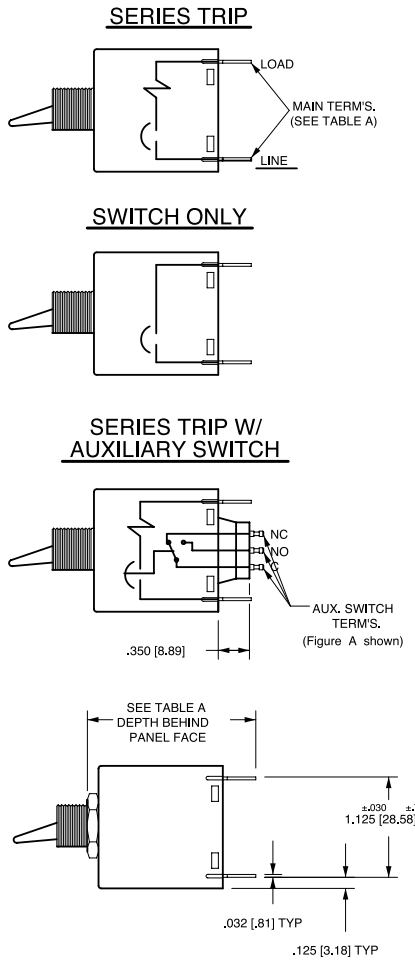 SERIES TRIP
LOAD
MAIN TERM'S.
(SEE TABLE A)
LINE
SWITCH ONLY
SERIES TRIP W/
AUXILIARY SWITCH
NC
NO
C
AUX. SWITCH
TERM'S.
(Figure A shown)
.350 [8.89]
SEE TABLE A
DEPTH BEHIND
PANEL FACE
±.030 ±.
1.125 [28.58]
.032 [.81] TYP
.125 [3.18] TYP